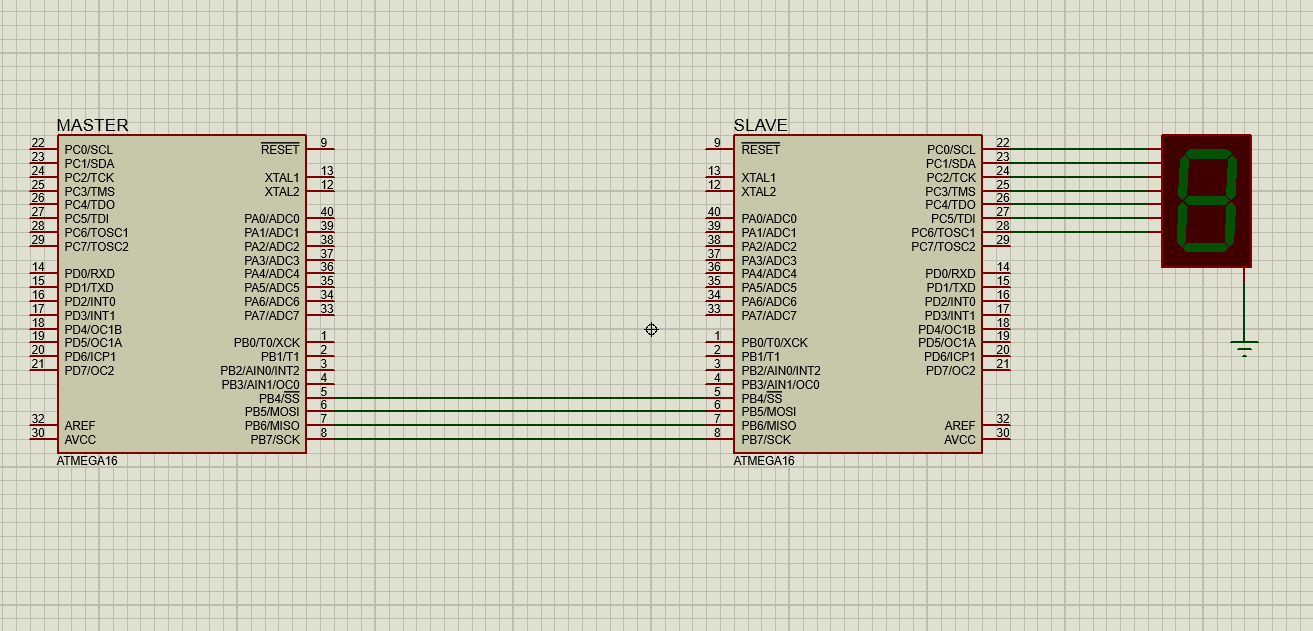 MASTER
22 PC0/SCL RESET 9
23 PC1/SDA
24 PC2/TCK XTAL1 13
25 PC3/TMS XTAL2 12
26 PC4/TDO
27 PC5/TDI PA0/ADC0 40
28 PC6/TOSC1 PA1/ADC1 39
29 PC7/TOSC2 PA2/ADC2 38
PA3/ADC3 37
14 PD0/RXD PA4/ADC4 36
15 PD1/TXD PA5/ADC5 35
16 PD2/INT0 PA6/ADC6 34
17 PD3/INT1 PA7/ADC7 33
18 PD4/OC1B
19 PD5/OC1A PB0/T0/XCK 1
20 PD6/ICP1 PB1/T1 2
21 PD7/OC2 PB2/AIN0/INT2 3
PB3/AIN1/OC0 4
PB4/SS 5
PB5/MOSI 6
32 AREF PB6/MISO 7
30 AVCC PB7/SCK 8
ATMEGA16
SLAVE
9 RESET PC0/SCL 22
PC1/SDA 23
13 XTAL1 PC2/TCK 24
12 XTAL2 PC3/TMS 25
PC4/TDO 26
40 PA0/ADC0 PC5/TDI 27
39 PA1/ADC1 PC6/TOSC1 28
38 PA2/ADC2 PC7/TOSC2 29
37 PA3/ADC3
36 PA4/ADC4 PD0/RXD 14
35 PA5/ADC5 PD1/TXD 15
34 PA6/ADC6 PD2/INT0 16
33 PA7/ADC7 PD3/INT1 17
PD4/OC1B 18
1 PB0/T0/XCK PD5/OC1A 19
2 PB1/T1 PD6/ICP1 20
3 PB2/AIN0/INT2 PD7/OC2 21
4 PB3/AIN1/OC0
5 PB4/SS
6 PB5/MOSI
7 PB6/MISO AREF 32
8 PB7/SCK AVCC 30
ATMEGA16